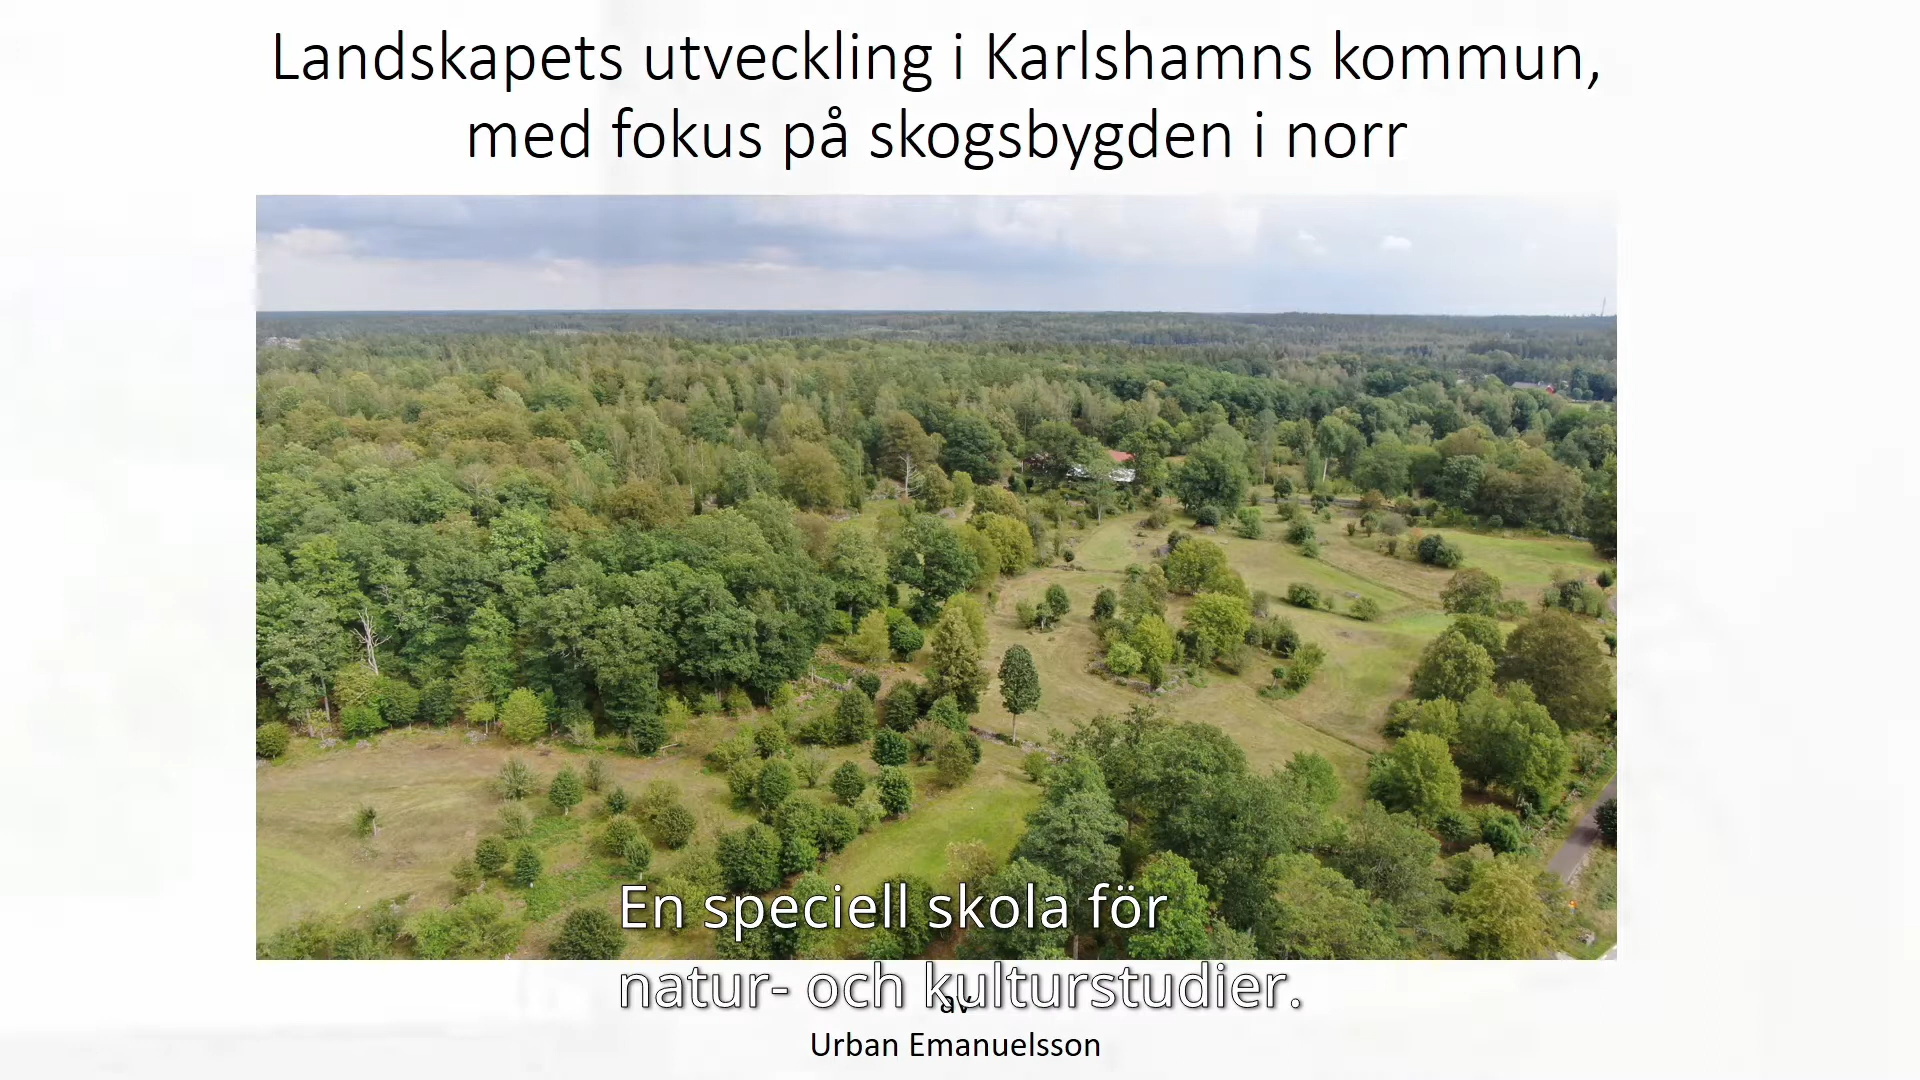 Landskapets utveckling i Karlshamns kommun,
med fokus på skogsbygden i norr
En speciell skola för
natur- och kulturstudier.
av
Urban Emanuelsson